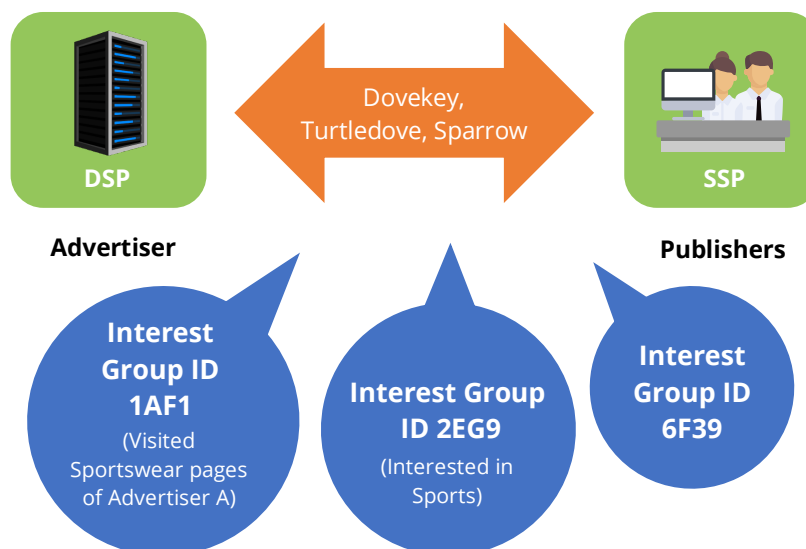 Dovekey,
Turtledove, Sparrow
DSP
SSP
Advertiser
Publishers
Interest
Group ID
1AF1
(Visited
Sportswear pages
of Advertiser A)
Interest Group
ID 2EG9
(Interested in
Sports)
Interest
Group ID
6F39